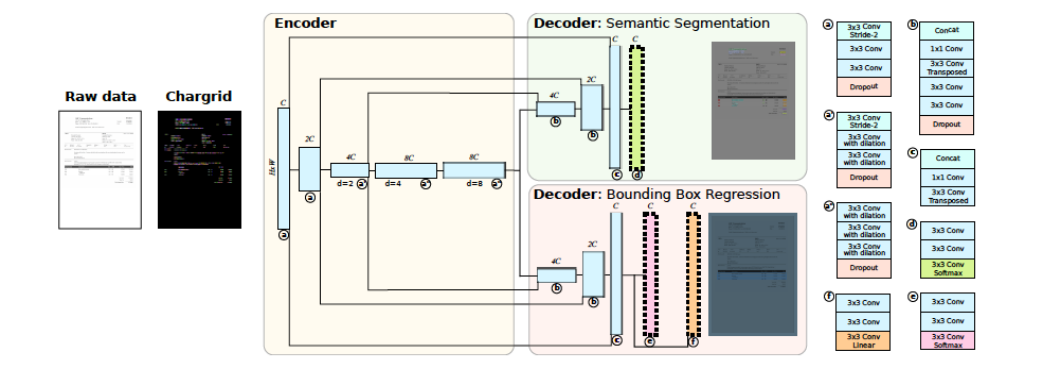 Raw data
Chargrid
Encoder
C
HxW
a
2C
a
4C
d=2 a'
8C
d=4 a"
8C
d=8 a"
Decoder: Semantic Segmentation
4C
b
2C
b
C
c
C
d
Decoder: Bounding Box Regression
4C
b
2C
b
C
c
C
e
C
f
a
3x3 Conv
Stride-2
3x3 Conv
3x3 Conv
Dropout
a'
3x3 Conv
Stride-2
3x3 Conv
with dilation
3x3 Conv
with dilation
Dropout
a"
3x3 Conv
with dilation
3x3 Conv
with dilation
3x3 Conv
with dilation
Dropout
f
3x3 Conv
3x3 Conv
3x3 Conv
Linear
b
Concat
1x1 Conv
3x3 Conv
Transposed
3x3 Conv
3x3 Conv
Dropout
c
Concat
1x1 Conv
3x3 Conv
Transposed
d
3x3 Conv
3x3 Conv
3x3 Conv
Softmax
e
3x3 Conv
3x3 Conv
3x3 Conv
Softmax